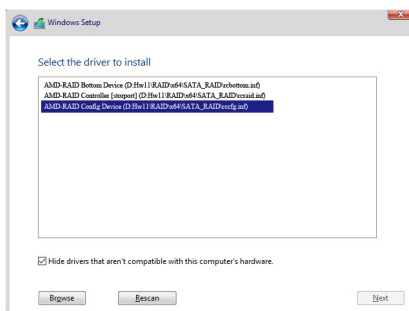 Windows Setup
Select the driver to install
AMD-RAID Bottom Device (D:Hw11\RAID\x64\SATA_RAID\rcbottom.inf)
AMD-RAID Controller [storport] (D:Hw11\RAID\x64\SATA_RAID\rcraid.inf)
AMD-RAID Config Device (D:Hw11\RAID\x64\SATA_RAID\rccfg.inf)
Hide drivers that aren't compatible with this computer's hardware.
Browse Rescan Next